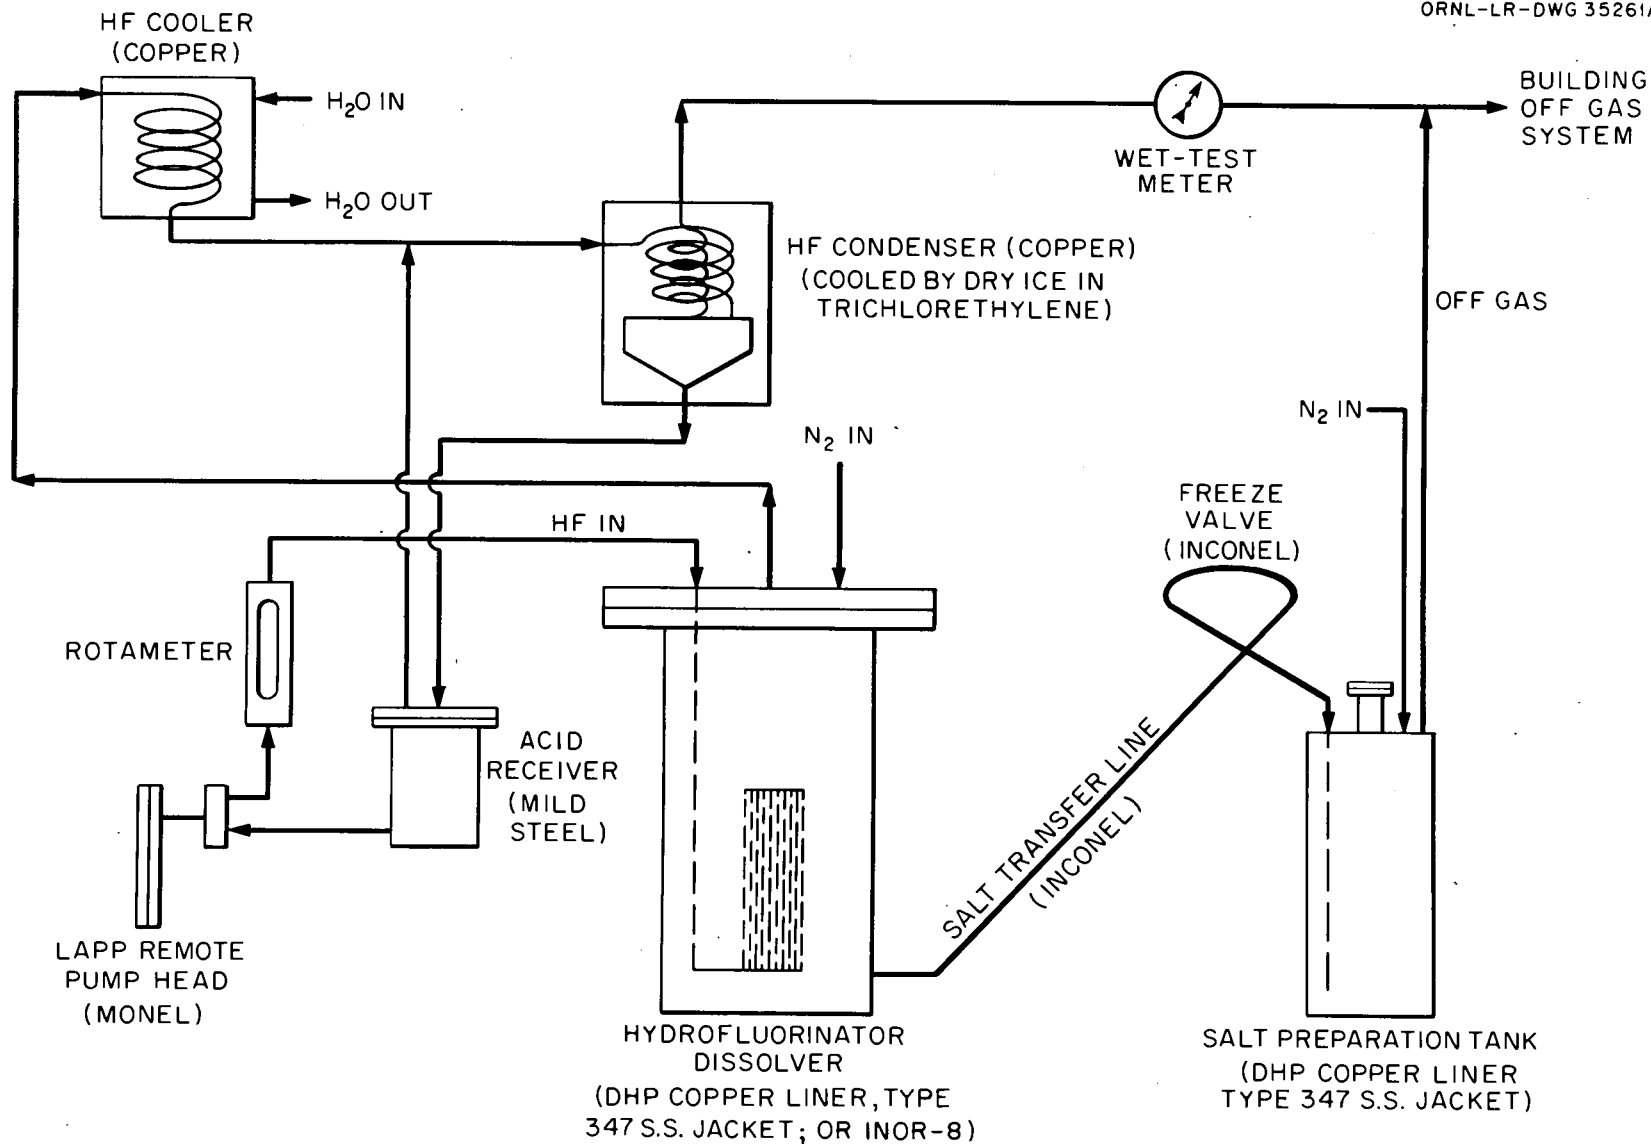 ORNL-LR-DWG 35261A
HF COOLER
(COPPER)
H2O IN
H2O OUT
BUILDING
OFF GAS
SYSTEM
WET-TEST
METER
HF CONDENSER (COPPER)
(COOLED BY DRY ICE IN
TRICHLORETHYLENE)
OFF GAS
N2 IN
N2 IN
FREEZE
VALVE
(INCONEL)
HF IN
ROTAMETER
ACID
RECEIVER
(MILD
STEEL)
SALT TRANSFER LINE
(INCONEL)
LAPP REMOTE
PUMP HEAD
(MONEL)
HYDROFLUORINATOR
DISSOLVER
(DHP COPPER LINER, TYPE
347 S.S. JACKET; OR INOR-8)
SALT PREPARATION TANK
(DHP COPPER LINER
TYPE 347 S.S. JACKET)